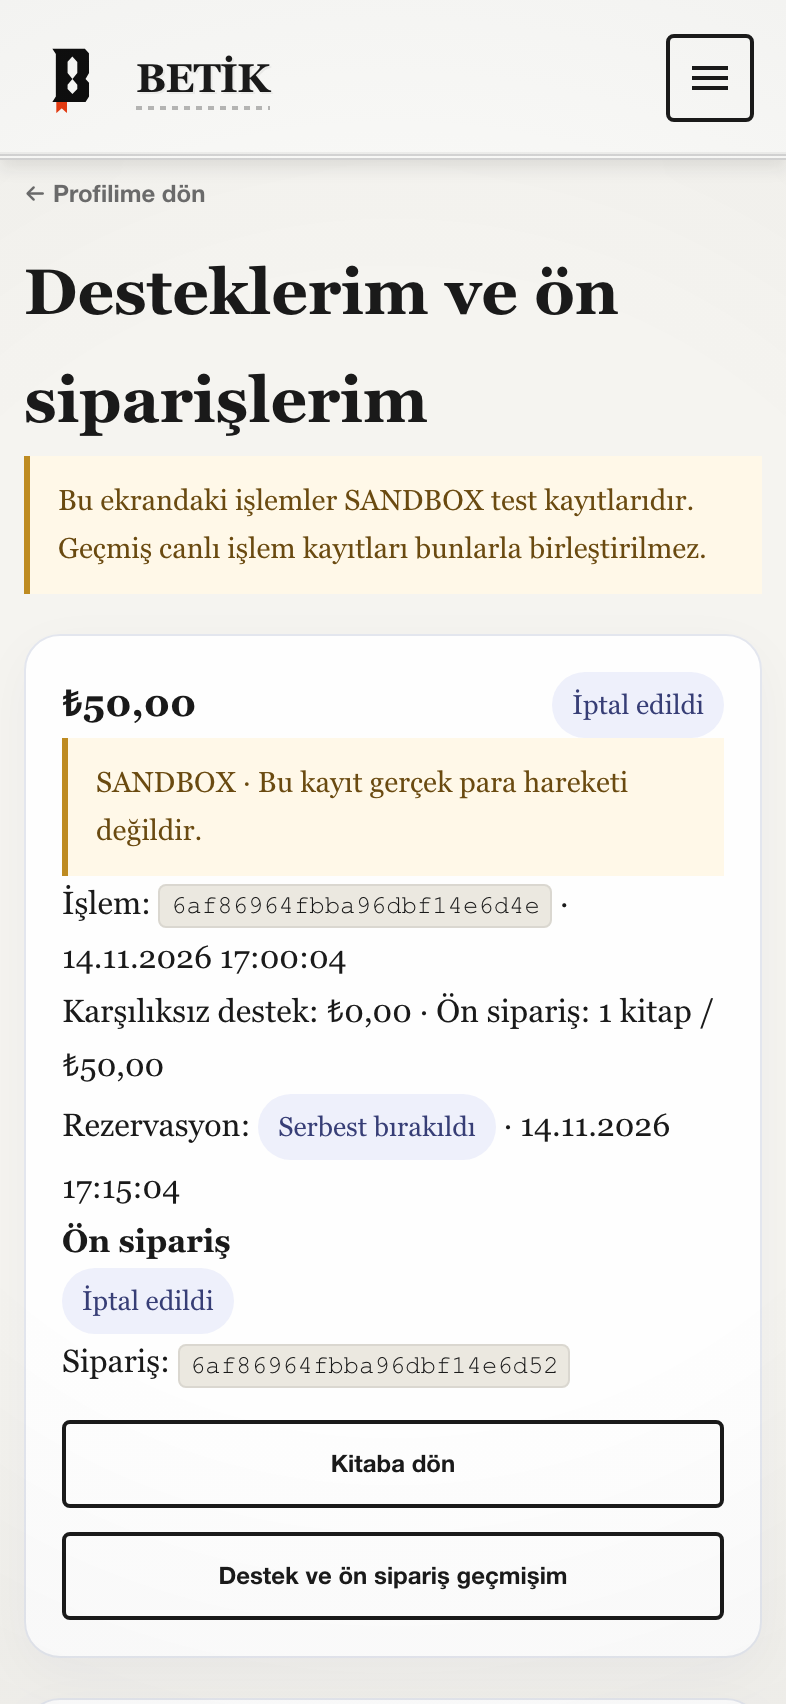 BETİK
← Profilime dön
Desteklerim ve ön
siparişlerim
Bu ekrandaki işlemler SANDBOX test kayıtlarıdır.
Geçmiş canlı işlem kayıtları bunlarla birleştirilmez.
₺50,00 İptal edildi
SANDBOX · Bu kayıt gerçek para hareketi
değildir.
İşlem: 6af86964fbba96dbf14e6d4e ·
14.11.2026 17:00:04
Karşılıksız destek: ₺0,00 · Ön sipariş: 1 kitap /
₺50,00
Rezervasyon: Serbest bırakıldı · 14.11.2026
17:15:04
Ön sipariş
İptal edildi
Sipariş: 6af86964fbba96dbf14e6d52
Kitaba dön
Destek ve ön sipariş geçmişim